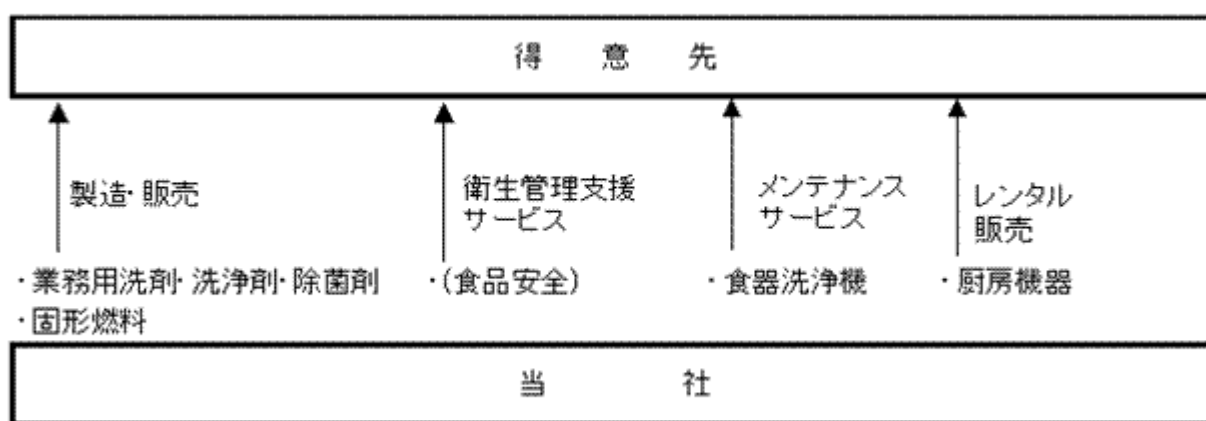 得意先
製造・販売
衛生管理支援
サービス
メンテナンス
サービス
レンタル
販売
・業務用洗剤・洗浄剤・除菌剤
・固形燃料
・(食品安全)
・食器洗浄機
・厨房機器
当社